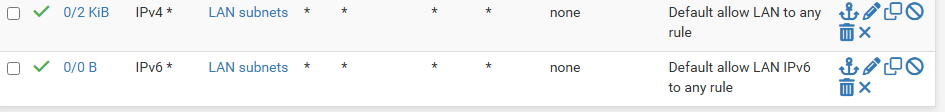 0/2 KiB IPv4 * LAN subnets * * * * none Default allow LAN to any
rule
0/0 B IPv6 * LAN subnets * * * * none Default allow LAN IPv6
to any rule